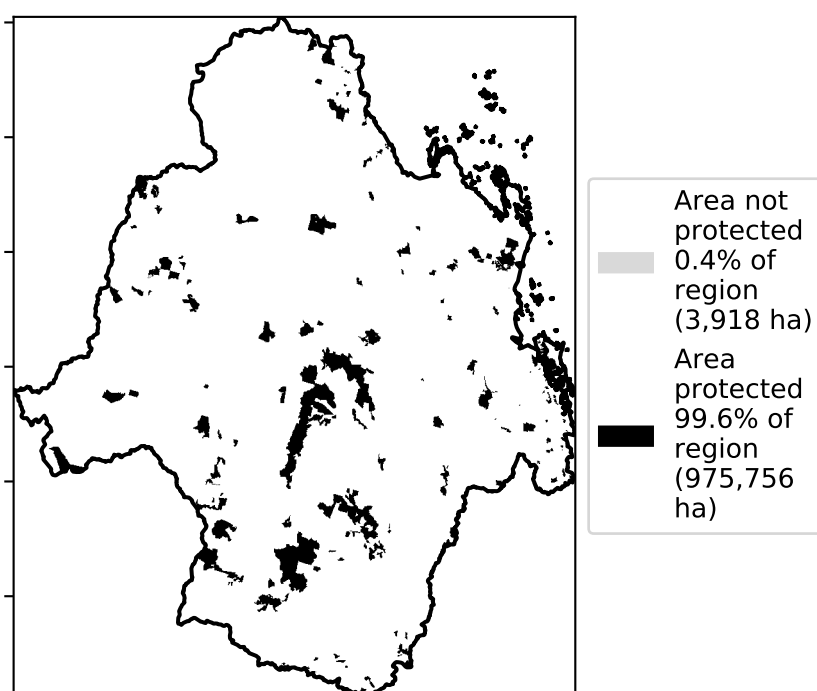 Area not
protected
0.4% of
region
(3,918 ha)
Area
protected
99.6% of
region
(975,756
ha)